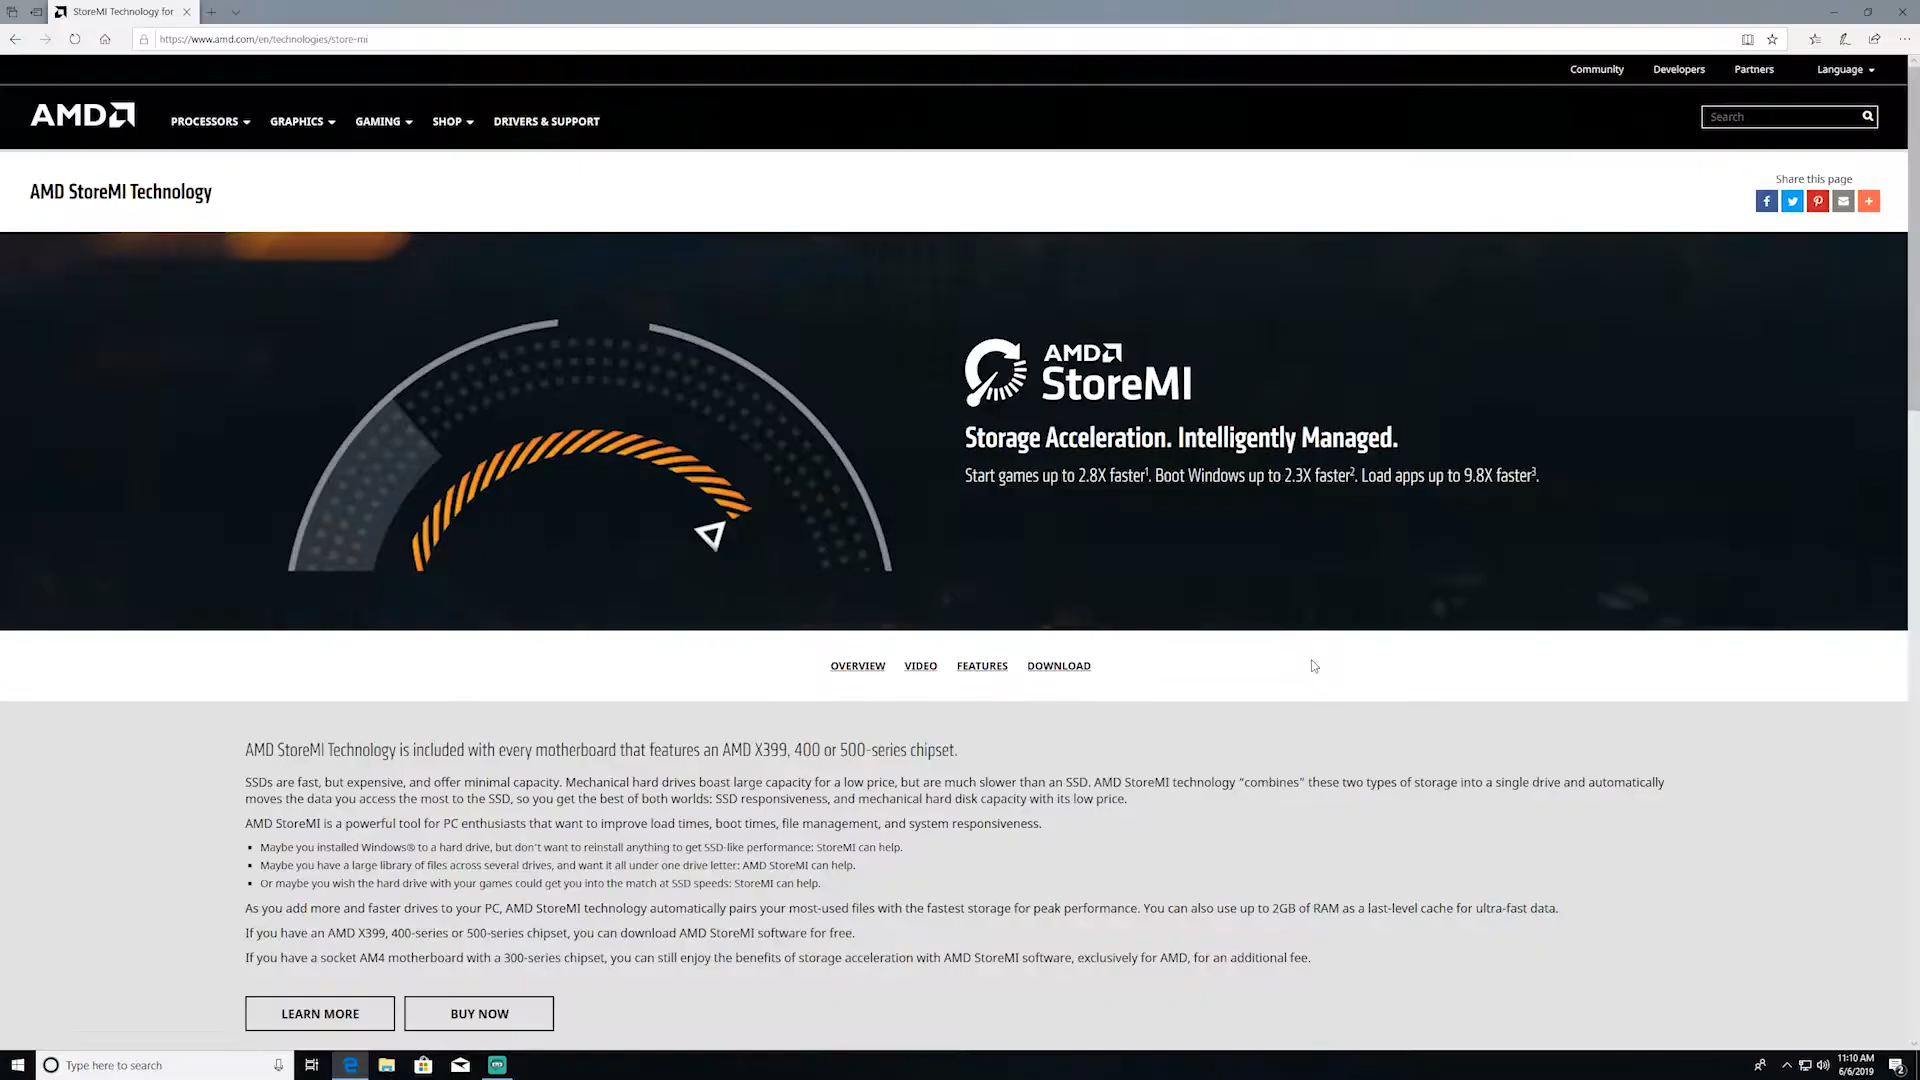 StoreMI Technology for
https://www.amd.com/en/technologies/store-mi
Community Developers Partners Language
AMD
PROCESSORS GRAPHICS GAMING SHOP DRIVERS & SUPPORT
Search
AMD StoreMI Technology
Share this page
AMD
StoreMI
Storage Acceleration. Intelligently Managed.
Start games up to 2.8X faster¹. Boot Windows up to 2.3X faster². Load apps up to 9.8X faster³.
OVERVIEW VIDEO FEATURES DOWNLOAD
AMD StoreMI Technology is included with every motherboard that features an AMD X399, 400 or 500-series chipset.
SSDs are fast, but expensive, and offer minimal capacity. Mechanical hard drives boast large capacity for a low price, but are much slower than an SSD. AMD StoreMI technology “combines” these two types of storage into a single drive and automatically
moves the data you access the most to the SSD, so you get the best of both worlds: SSD responsiveness, and mechanical hard disk capacity with its low price.
AMD StoreMI is a powerful tool for PC enthusiasts that want to improve load times, boot times, file management, and system responsiveness.
▪ Maybe you installed Windows® to a hard drive, but don’t want to reinstall anything to get SSD-like performance: StoreMI can help.
▪ Maybe you have a large library of files across several drives, and want it all under one drive letter: AMD StoreMI can help.
▪ Or maybe you wish the hard drive with your games could get you into the match at SSD speeds: StoreMI can help.
As you add more and faster drives to your PC, AMD StoreMI technology automatically pairs your most-used files with the fastest storage for peak performance. You can also use up to 2GB of RAM as a last-level cache for ultra-fast data.
If you have an AMD X399, 400-series or 500-series chipset, you can download AMD StoreMI software for free.
If you have a socket AM4 motherboard with a 300-series chipset, you can still enjoy the benefits of storage acceleration with AMD StoreMI software, exclusively for AMD, for an additional fee.
LEARN MORE BUY NOW
Type here to search
11:10 AM
6/6/2019
2